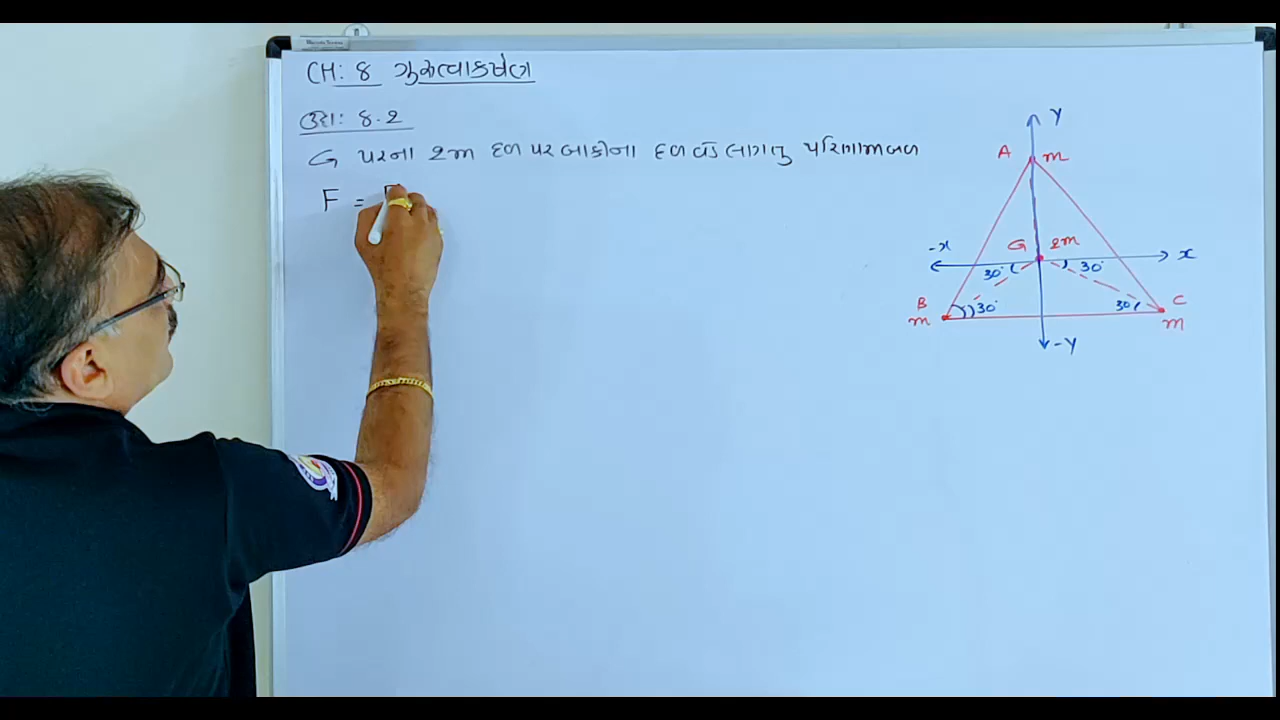 CH: 8 ગુરુત્વાકર્ષણ
ઉદા: 8.2
G પરના 2m દળ પર બાકીના દળ વડે લાગતુ પરિણામબળ
F =
Y
A m
-x G 2m x
30° 30°
B 30° 30° C
m m
-Y